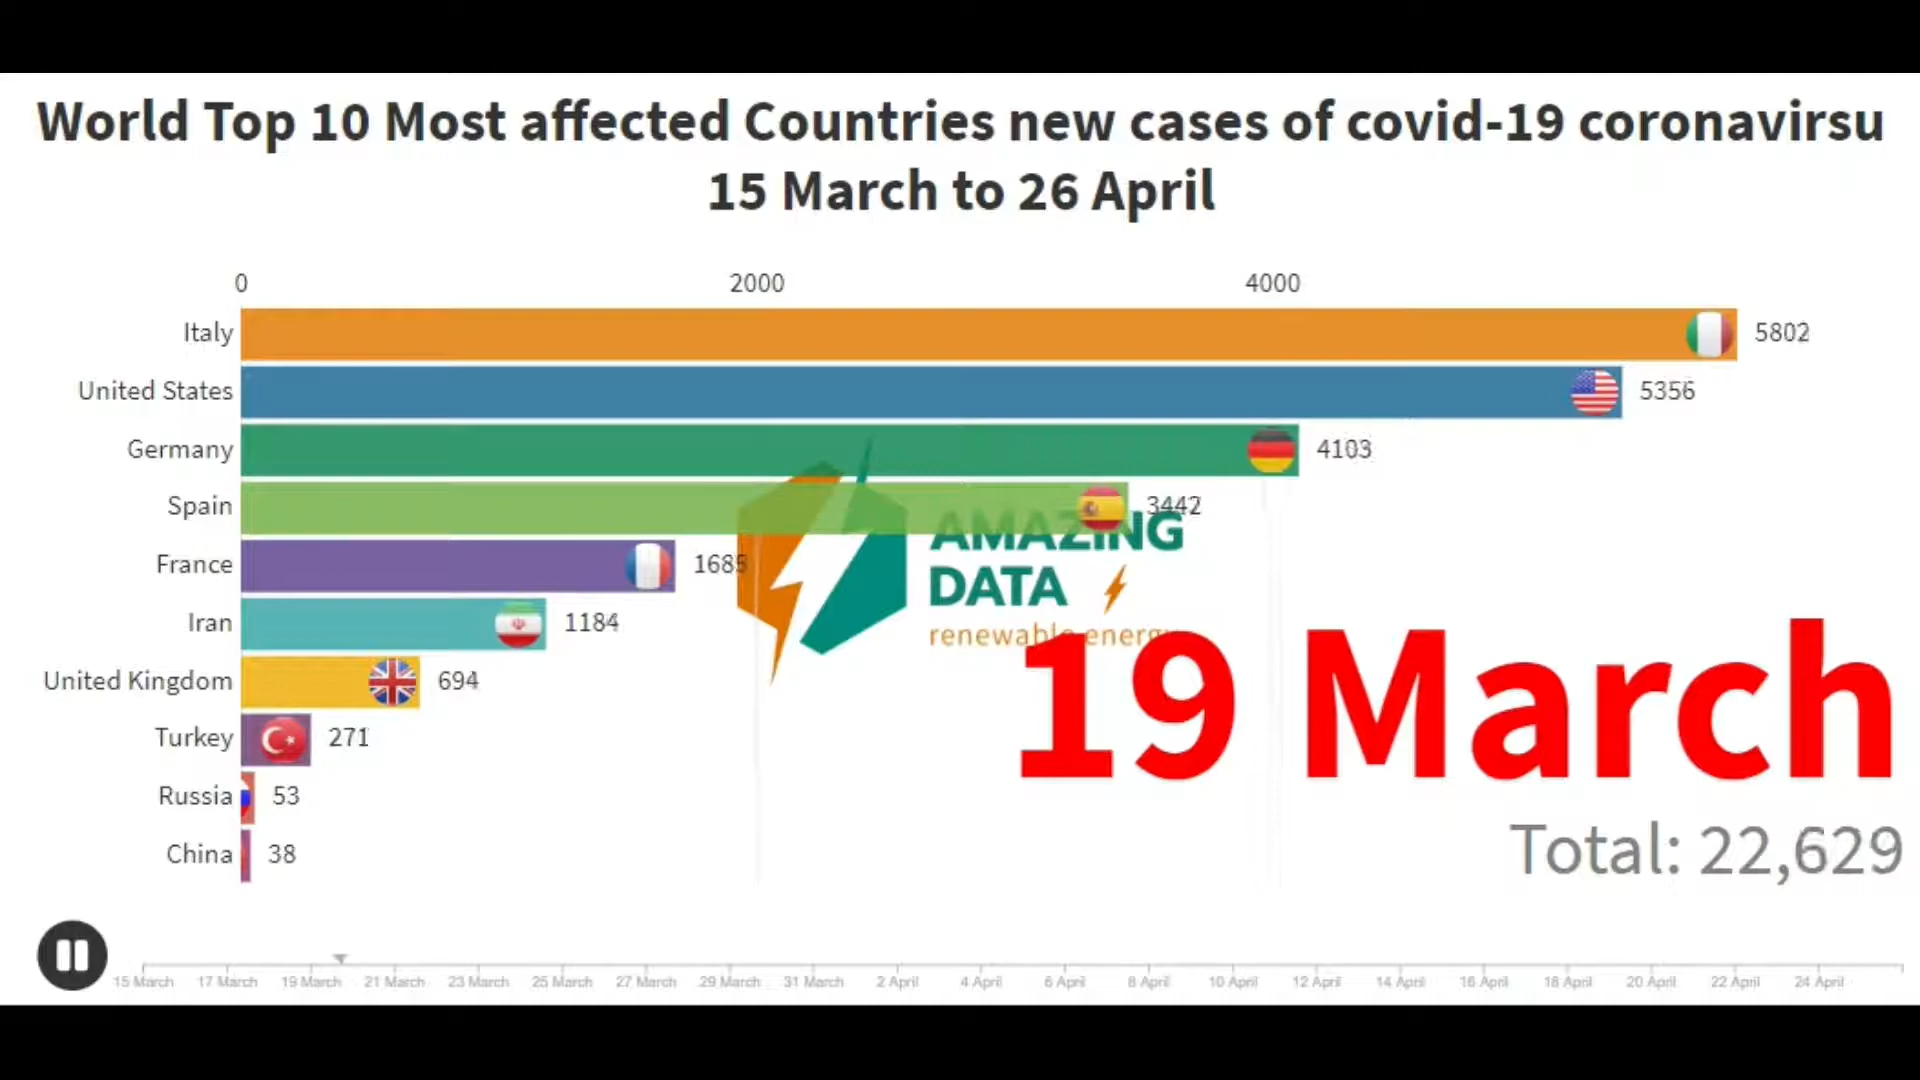 World Top 10 Most affected Countries new cases of covid-19 coronavirsu
15 March to 26 April
0 2000 4000
Italy 5802
United States 5356
Germany 4103
Spain 3442
AMAZING
France 1685
DATA
Iran 1184
renewable energy
United Kingdom 694
19 March
Turkey 271
Russia 53
China 38
Total: 22,629
15 March 17 March 19 March 21 March 23 March 25 March 27 March 29 March 31 March 2 April 4 April 6 April 8 April 10 April 12 April 14 April 16 April 18 April 20 April 22 April 24 April